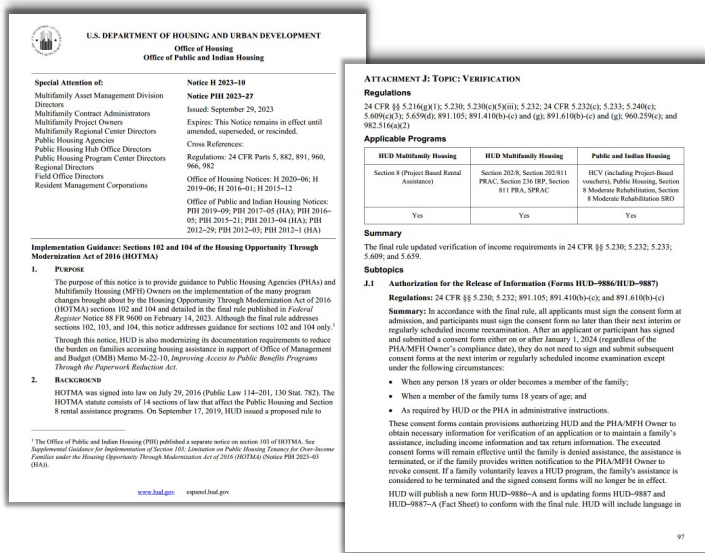 U.S. DEPARTMENT OF HOUSING AND URBAN DEVELOPMENT
Office of Housing
Office of Public and Indian Housing
Special Attention of:
Multifamily Asset Management Division
Directors
Multifamily Contract Administrators
Multifamily Project Owners
Multifamily Regional Center Directors
Public Housing Agencies
Public Housing Hub Office Directors
Public Housing Program Center Directors
Regional Directors
Field Office Directors
Resident Management Corporations
Notice H 2023-10
Notice PIH 2023-27
Issued: September 29, 2023
Expires: This Notice remains in effect until
amended, superseded, or rescinded.
Cross References:
Regulations: 24 CFR Parts 5, 882, 891, 960,
966, 982
Office of Housing Notices: H 2020-06; H
2019-06; H 2016-01; H 2015-12
Office of Public and Indian Housing Notices:
PIH 2019-09; PIH 2017-05 (HA); PIH 2016-
05; PIH 2015-21; PIH 2013-04 (HA); PIH
2012-29; PIH 2012-03; PIH 2012-1 (HA)
Implementation Guidance: Sections 102 and 104 of the Housing Opportunity Through
Modernization Act of 2016 (HOTMA)
1. PURPOSE
The purpose of this notice is to provide guidance to Public Housing Agencies (PHAs) and
Multifamily Housing (MFH) Owners on the implementation of the many program
changes brought about by the Housing Opportunity Through Modernization Act of 2016
(HOTMA) sections 102 and 104 and detailed in the final rule published in Federal
Register Notice 88 FR 9600 on February 14, 2023. Although the final rule addresses
sections 102, 103, and 104, this notice addresses guidance for sections 102 and 104 only.1
Through this notice, HUD is also modernizing its documentation requirements to reduce
the burden on families accessing housing assistance in support of Office of Management
and Budget (OMB) Memo M-22-10, Improving Access to Public Benefits Programs
Through the Paperwork Reduction Act.
2. BACKGROUND
HOTMA was signed into law on July 29, 2016 (Public Law 114-201, 130 Stat. 782). The
HOTMA statute consists of 14 sections of law that affect the Public Housing and Section
8 rental assistance programs. On September 17, 2019, HUD issued a proposed rule to
1 The Office of Public and Indian Housing (PIH) published a separate notice on section 103 of HOTMA. See
Supplemental Guidance for Implementation of Section 103; Limitation on Public Housing Tenancy for Over-Income
Families under the Housing Opportunity Through Modernization Act of 2016 (HOTMA) (Notice PIH 2023-03
(HA)).
www.hud.gov espanol.hud.gov
ATTACHMENT J: TOPIC: VERIFICATION
Regulations
24 CFR §§ 5.216(g)(1); 5.230; 5.230(c)(5)(iii); 5.232; 24 CFR 5.232(c); 5.233; 5.240(c);
5.609(c)(3); 5.659(d); 891.105; 891.410(b)-(c) and (g); 891.610(b)-(c) and (g); 960.259(c); and
982.516(a)(2)
Applicable Programs
HUD Multifamily Housing
HUD Multifamily Housing
Public and Indian Housing
Section 8 (Project Based Rental
Assistance)
Section 202/8, Section 202/811
PRAC, Section 236 IRP, Section
811 PRA, SPRAC
HCV (including Project-Based
vouchers), Public Housing, Section
8 Moderate Rehabilitation, Section
8 Moderate Rehabilitation SRO
Yes
Yes
Yes
Summary
The final rule updated verification of income requirements in 24 CFR §§ 5.230; 5.232; 5.233;
5.609; and 5.659.
Subtopics
J.1 Authorization for the Release of Information (Forms HUD-9886/HUD-9887)
Regulations: 24 CFR §§ 5.230; 5.232; 891.105; 891.410(b)-(c); and 891.610(b)-(c)
Summary: In accordance with the final rule, all applicants must sign the consent form at
admission, and participants must sign the consent form no later than their next interim or
regularly scheduled income reexamination. After an applicant or participant has signed
and submitted a consent form either on or after January 1, 2024 (regardless of the
PHA/MFH Owner's compliance date), they do not need to sign and submit subsequent
consent forms at the next interim or regularly scheduled income examination except
under the following circumstances:
• When any person 18 years or older becomes a member of the family;
• When a member of the family turns 18 years of age; and
• As required by HUD or the PHA in administrative instructions.
These consent forms contain provisions authorizing HUD and the PHA/MFH Owner to
obtain necessary information for verification of an application or to maintain a family's
assistance, including income information and tax return information. The executed
consent forms will remain effective until the family is denied assistance, the assistance is
terminated, or if the family provides written notification to the PHA/MFH Owner to
revoke consent. If a family voluntarily leaves a HUD program, the family's assistance is
considered to be terminated and the signed consent forms will no longer be in effect.
HUD will publish a new form HUD-9886-A and is updating forms HUD-9887 and
HUD-9887-A (Fact Sheet) to conform with the final rule. HUD will include language in
97